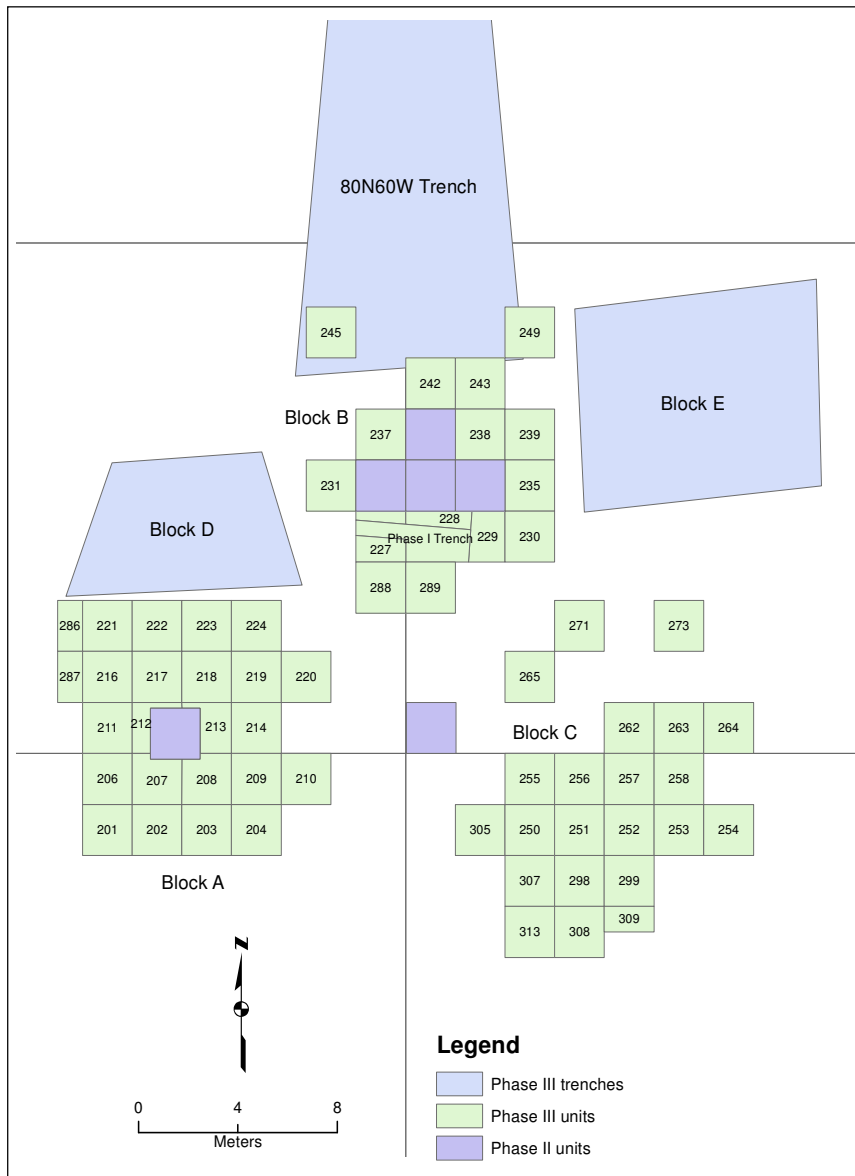 80N60W Trench
245 249
242 243
Block E
Block B
237 238 239
231 235
228
Block D
Phase I Trench 229 230
227
288 289
286 221 222 223 224 271 273
287 216 217 218 219 220 265
211 212 213 214 262 263 264
Block C
206 207 208 209 210 255 256 257 258
201 202 203 204 305 250 251 252 253 254
Block A
307 298 299
309
313 308
N
Legend
Phase III trenches
Phase III units
Phase II units
0 4 8
Meters